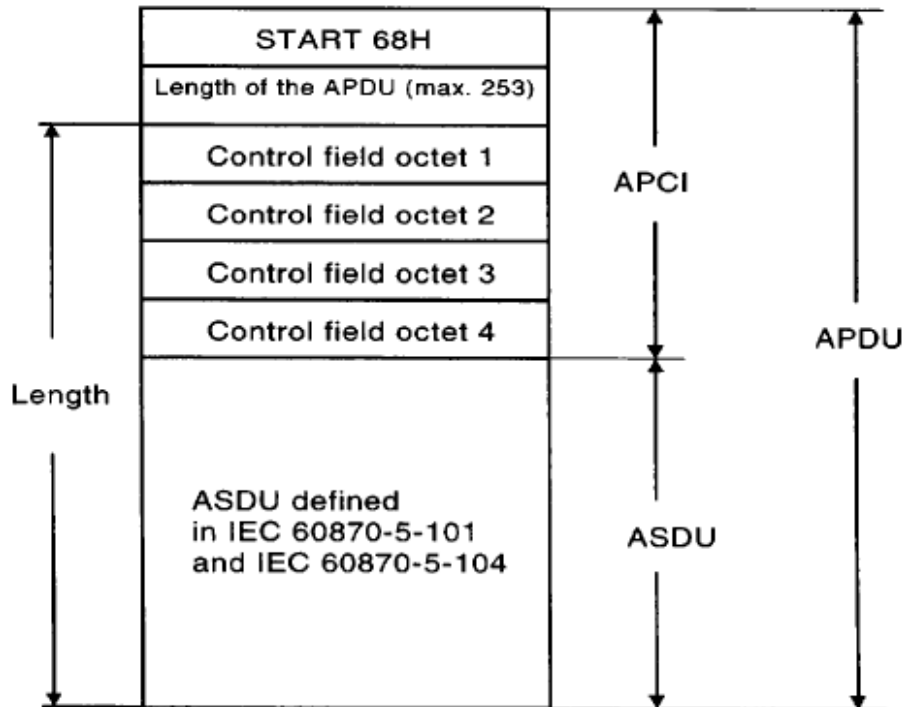 START 68H
Length of the APDU (max. 253)
Control field octet 1
Control field octet 2
Control field octet 3
Control field octet 4
ASDU defined
in IEC 60870-5-101
and IEC 60870-5-104
Length
APCI
ASDU
APDU